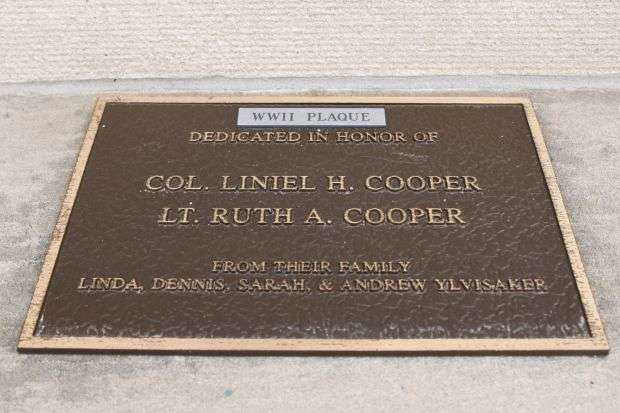 WWII PLAQUE
DEDICATED IN HONOR OF
COL. LINIEL H. COOPER
LT. RUTH A. COOPER
FROM THEIR FAMILY
LINDA, DENNIS, SARAH, & ANDREW YLVISAKER